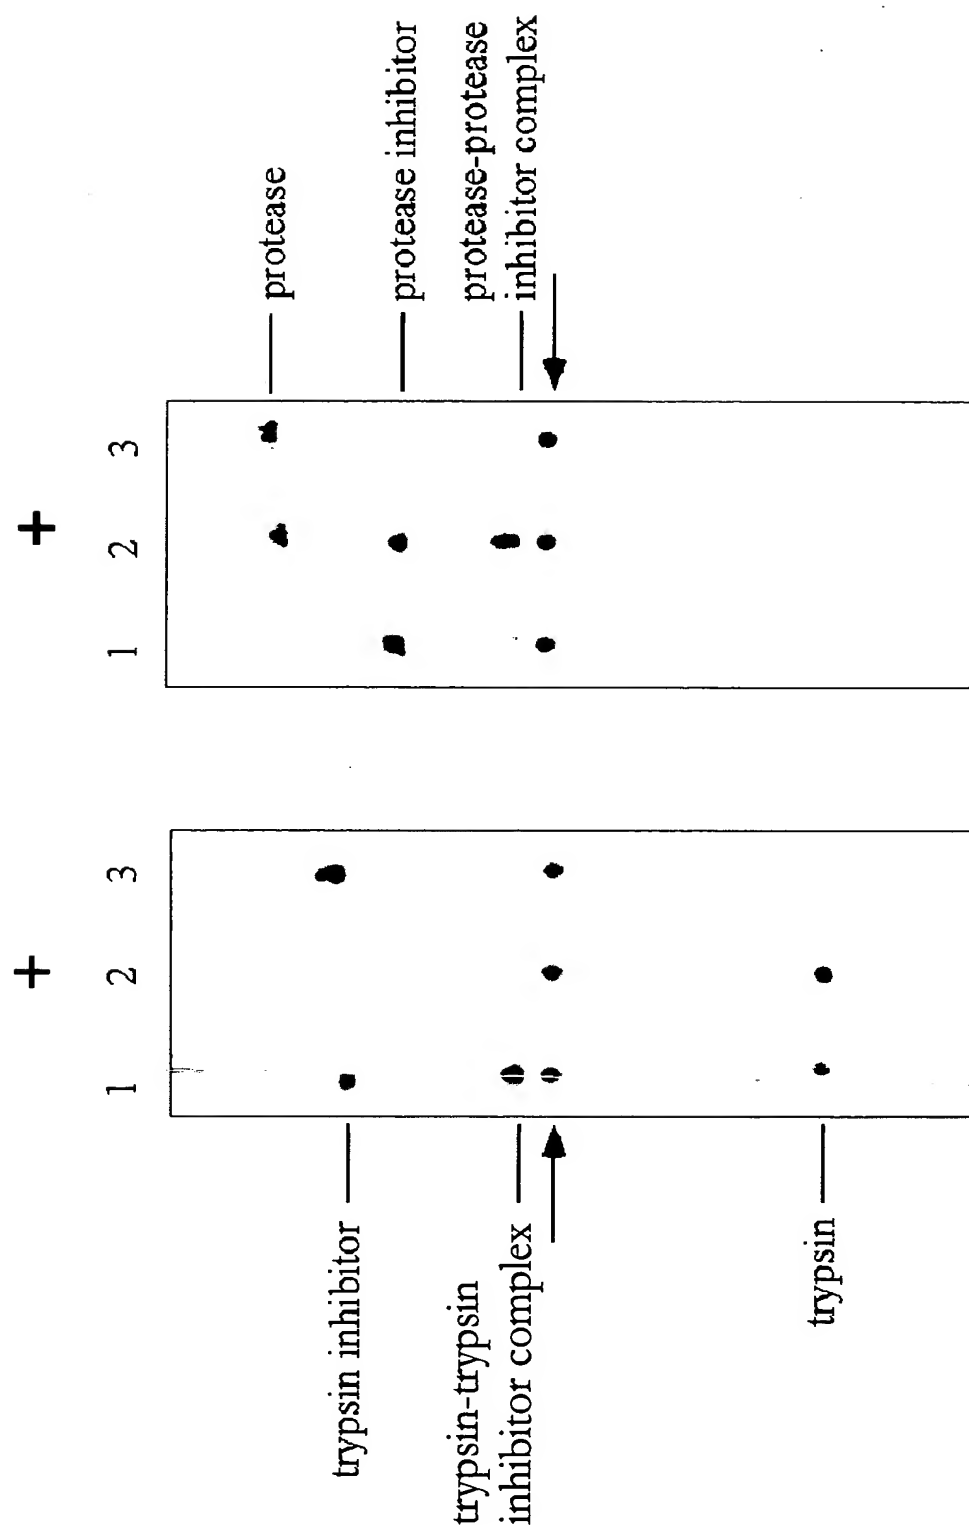 +
1 2 3
trypsin inhibitor
trypsin-trypsin
inhibitor complex
trypsin
+
1 2 3
protease
protease inhibitor
protease-protease
inhibitor complex